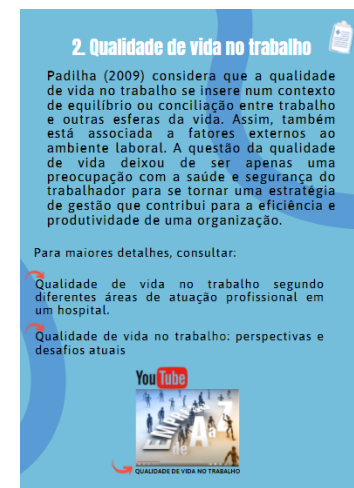 2. Qualidade de vida no trabalho
Padilha (2009) considera que a qualidade
de vida no trabalho se insere num contexto
de equilíbrio ou conciliação entre trabalho
e outras esferas da vida. Assim, também
está associada a fatores externos ao
ambiente laboral. A questão da qualidade
de vida deixou de ser apenas uma
preocupação com a saúde e segurança do
trabalhador para se tornar uma estratégia
de gestão que contribui para a eficiência e
produtividade de uma organização.
Para maiores detalhes, consultar:
Qualidade de vida no trabalho segundo
diferentes áreas de atuação profissional em
um hospital.
Qualidade de vida no trabalho: perspectivas e
desafios atuais
YouTube
EMPRESA
de A a Z
QUALIDADE DE VIDA NO TRABALHO